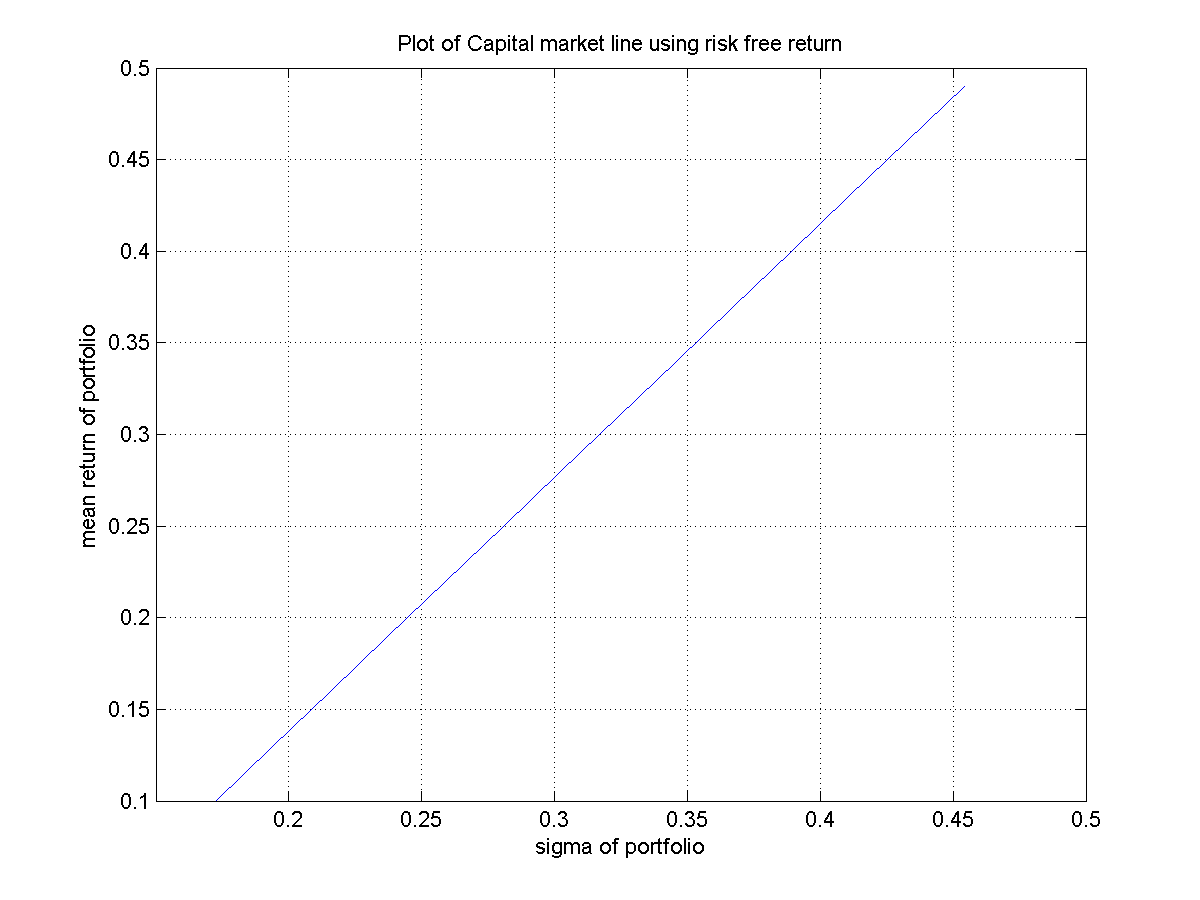 Plot of Capital market line using risk free return
0.5
0.45
0.4
0.35
0.3
0.25
0.2
0.15
0.1
mean return of portfolio
0.2 0.25 0.3 0.35 0.4 0.45 0.5
sigma of portfolio